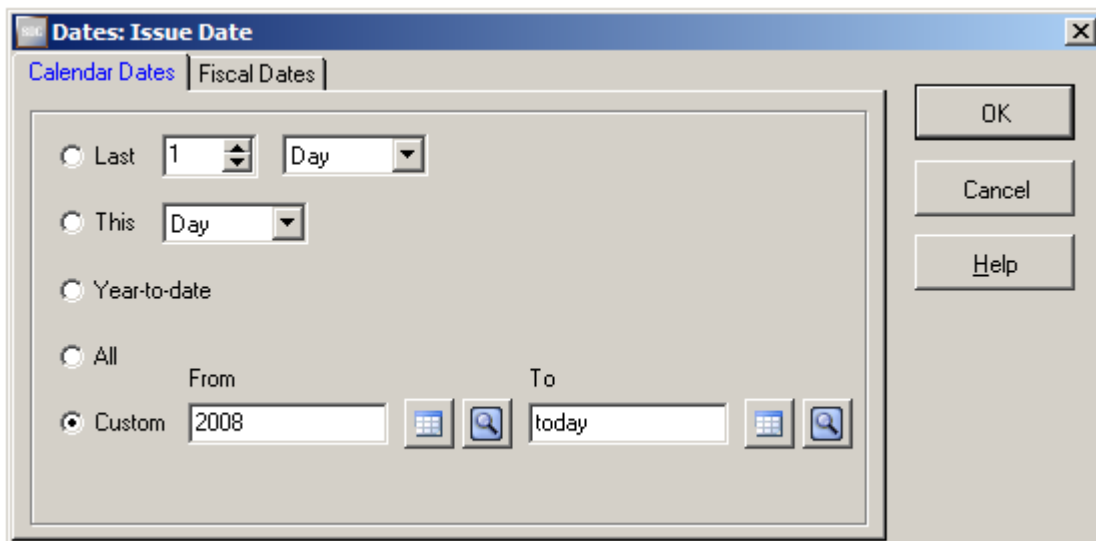 Dates: Issue Date
Calendar Dates Fiscal Dates
OK
Last 1 Day
Cancel
This Day
Help
Year-to-date
All
From To
Custom 2008 today